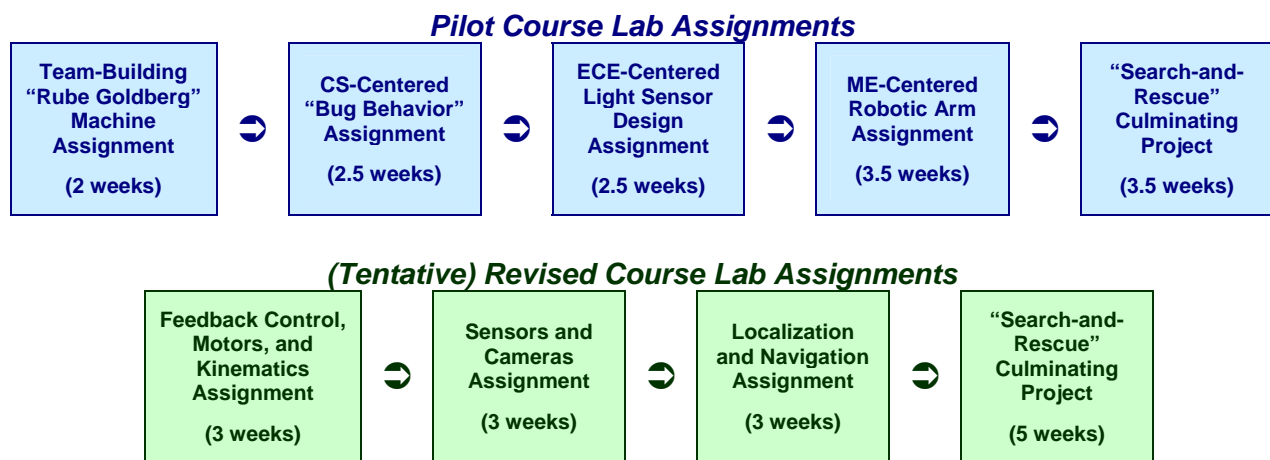 Pilot Course Lab Assignments
Team-Building
“Rube Goldberg”
Machine
Assignment
(2 weeks)
CS-Centered
“Bug Behavior”
Assignment
(2.5 weeks)
ECE-Centered
Light Sensor
Design
Assignment
(2.5 weeks)
ME-Centered
Robotic Arm
Assignment
(3.5 weeks)
“Search-and-
Rescue”
Culminating
Project
(3.5 weeks)
(Tentative) Revised Course Lab Assignments
Feedback Control,
Motors, and
Kinematics
Assignment
(3 weeks)
Sensors and
Cameras
Assignment
(3 weeks)
Localization
and Navigation
Assignment
(3 weeks)
“Search-and-
Rescue”
Culminating
Project
(5 weeks)